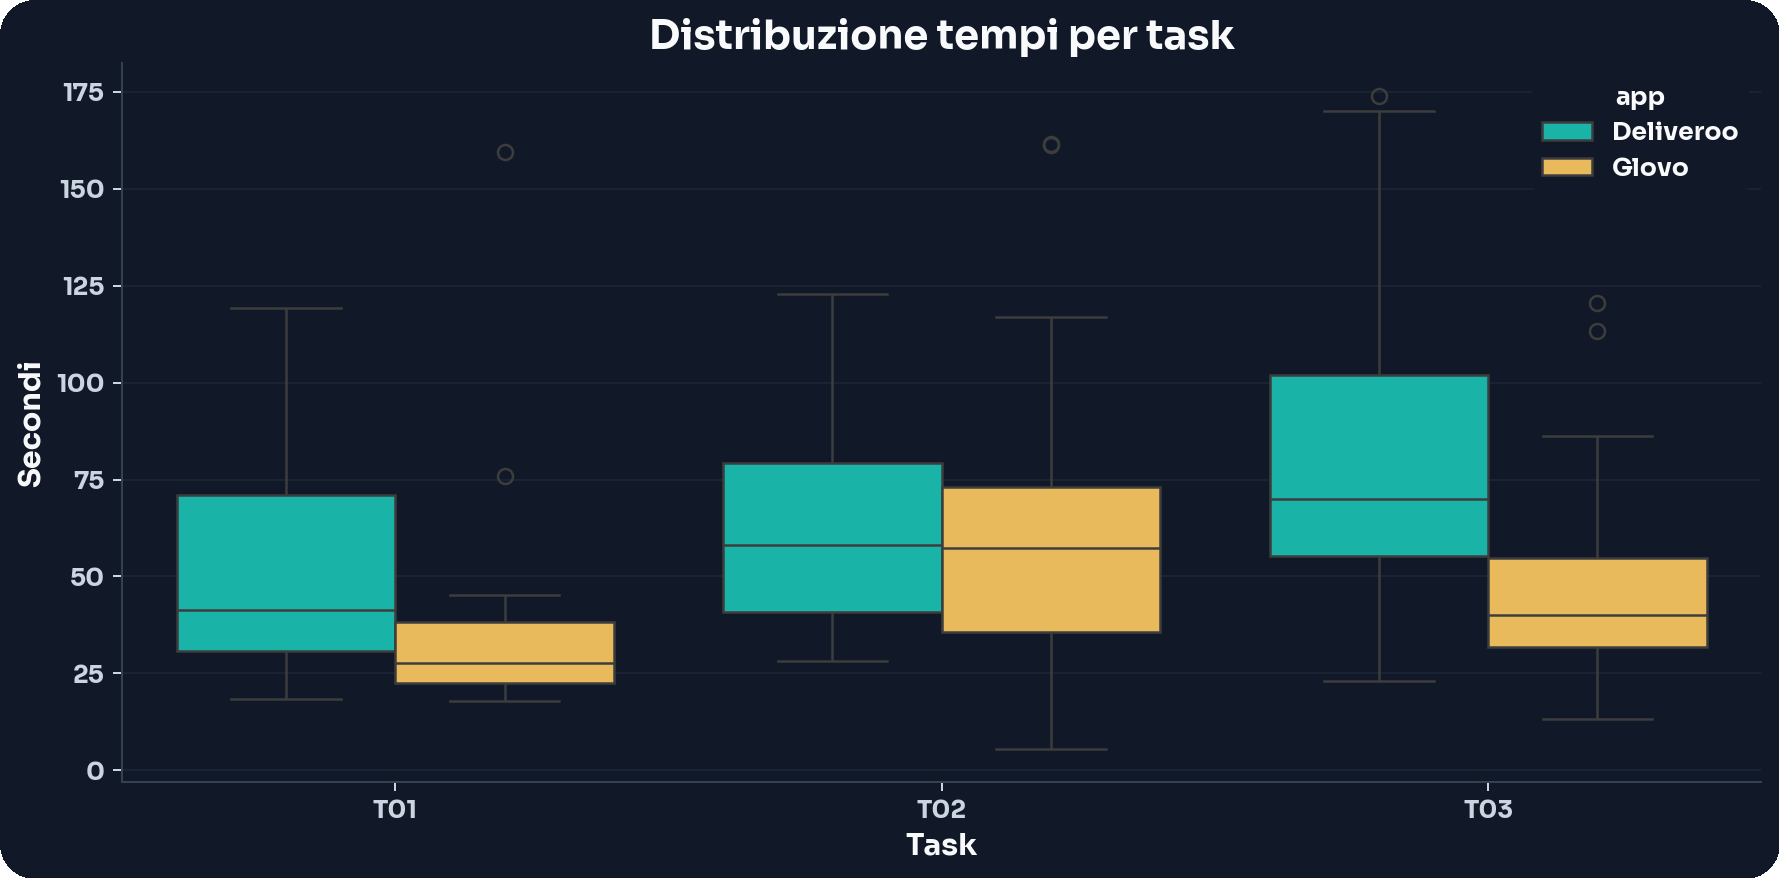 Distribuzione tempi per task
175
150
125
100
75
50
25
0
Secondi
app
Deliveroo
Glovo
T01
T02
T03
Task